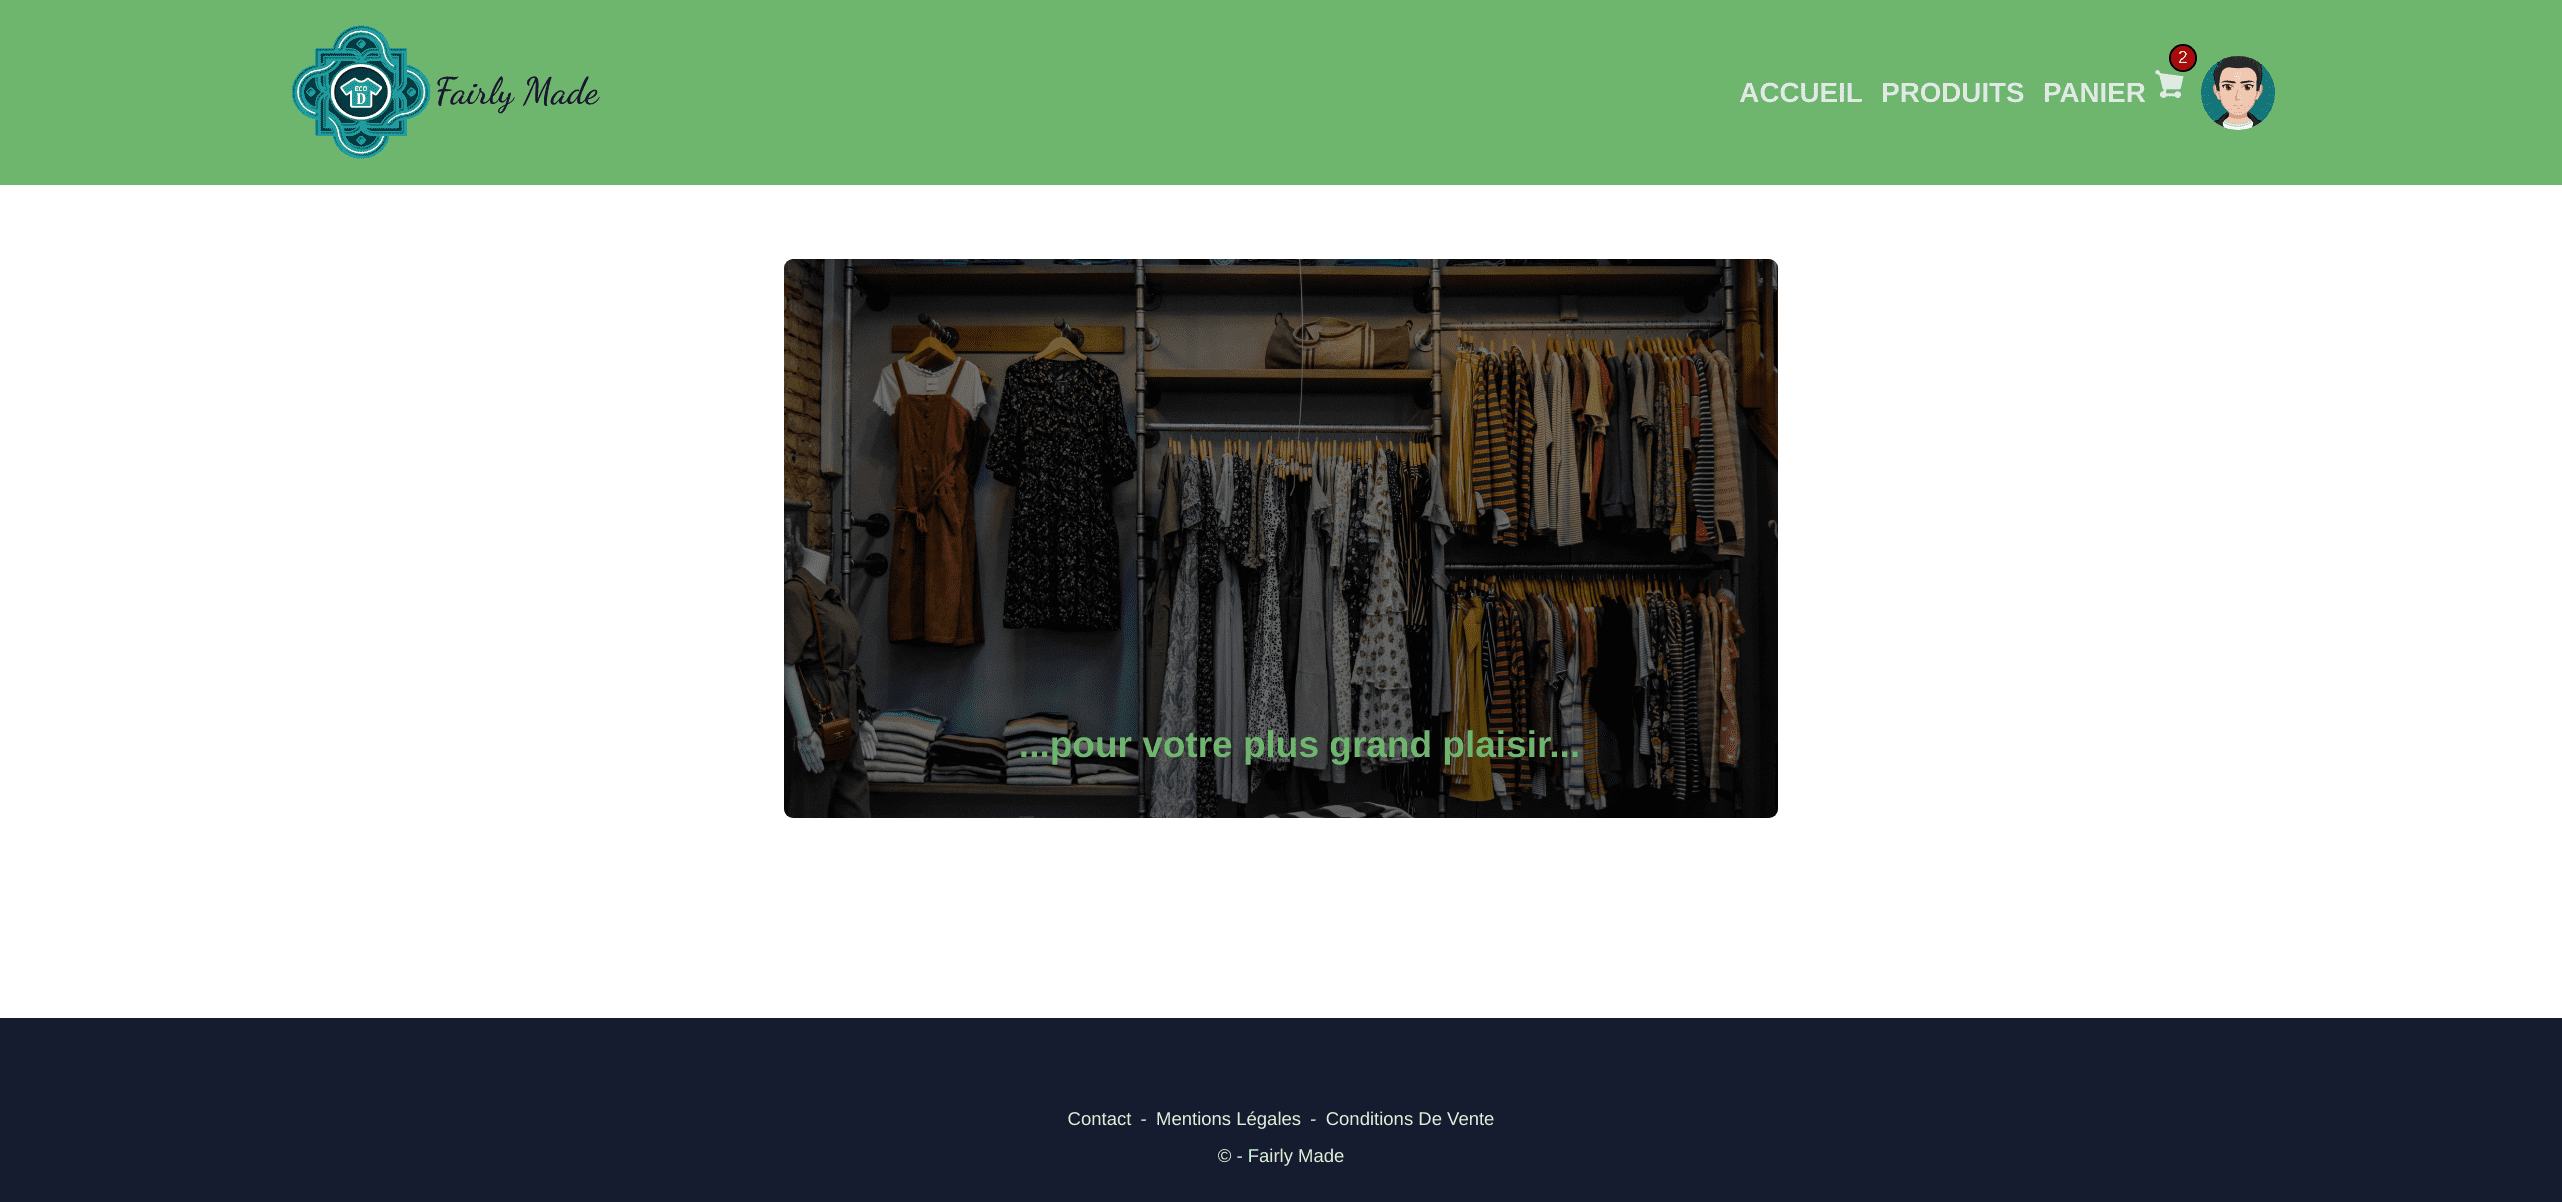 ECO
D
Fairly Made
ACCUEIL PRODUITS PANIER 2
...pour votre plus grand plaisir...
Contact - Mentions Légales - Conditions De Vente
© - Fairly Made